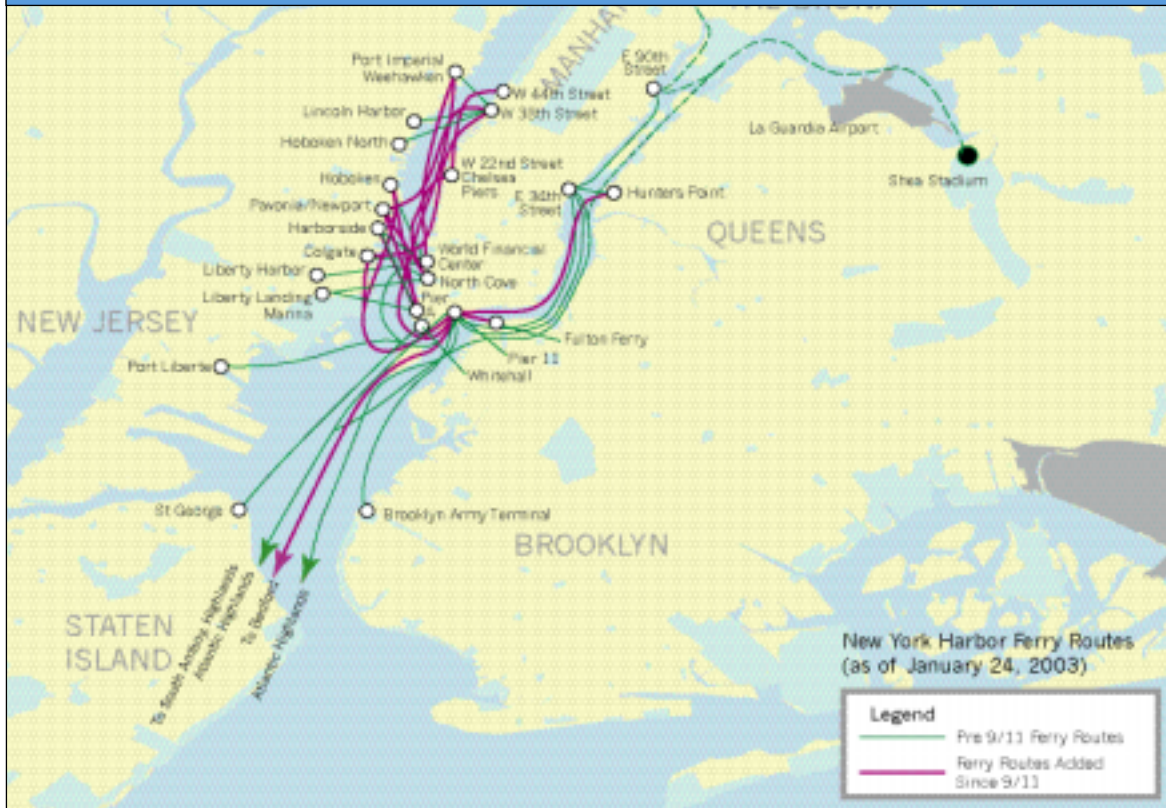 THE BRONX
MANHAT
Port Imperial
Weehawken
E 90th
Street
W 44th Street
W 38th Street
Lincoln Harbor
Hoboken North
La Guardia Airport
Shea Stadium
W 22nd Street
Chelsea
Piers
Hoboken
E 34th
Street
Hunters Point
Pavonia/Newport
Harborside
QUEENS
Colgate
World Financial
Center
Liberty Harbor
North Cove
Liberty Landing
Marina
Pier
A
NEW JERSEY
Fulton Ferry
Pier 11
Whitehall
Port Liberte
St George
Brooklyn Army Terminal
BROOKLYN
To South Amboy, Highlands
Atlantic Highlands
To Belford
Atlantic Highlands
STATEN
ISLAND
New York Harbor Ferry Routes
(as of January 24, 2003)
Legend
Pre 9/11 Ferry Routes
Ferry Routes Added
Since 9/11